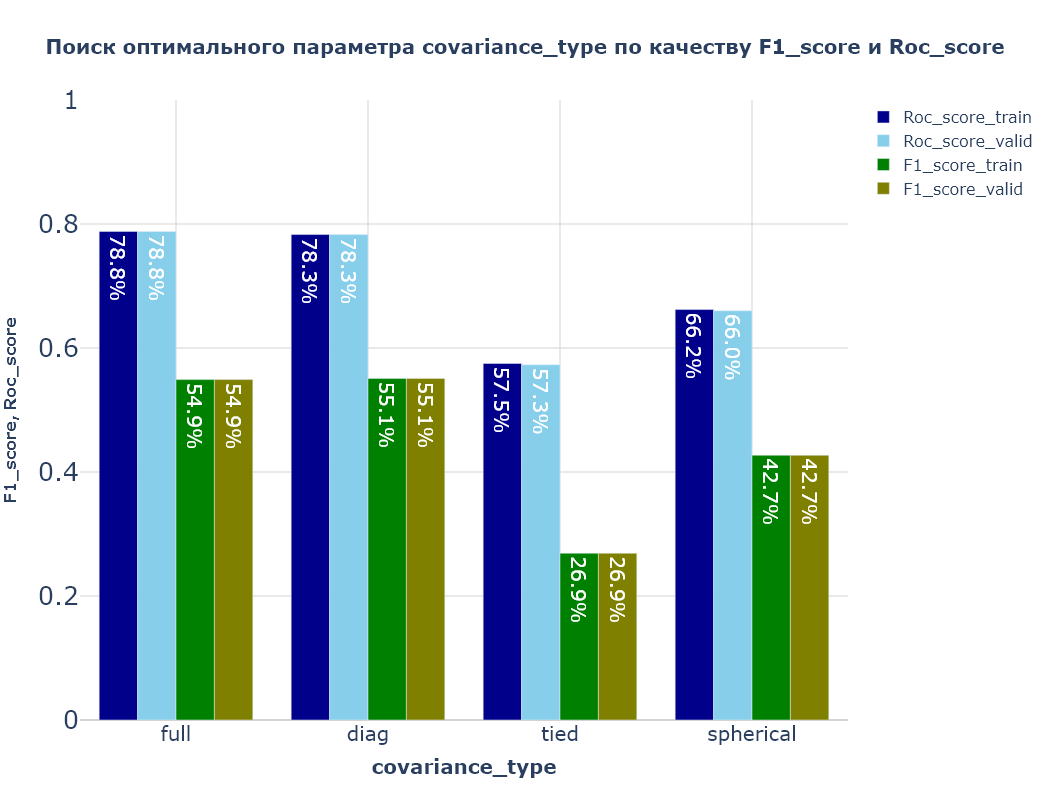 Поиск оптимального параметра covariance_type по качеству F1_score и Roc_score
Roc_score_train
Roc_score_valid
F1_score_train
F1_score_valid
F1_score, Roc_score
1
0.8
0.6
0.4
0.2
0
78.8%
78.8%
54.9%
54.9%
78.3%
78.3%
55.1%
55.1%
57.5%
57.3%
26.9%
26.9%
66.2%
66.0%
42.7%
42.7%
full
diag
tied
spherical
covariance_type